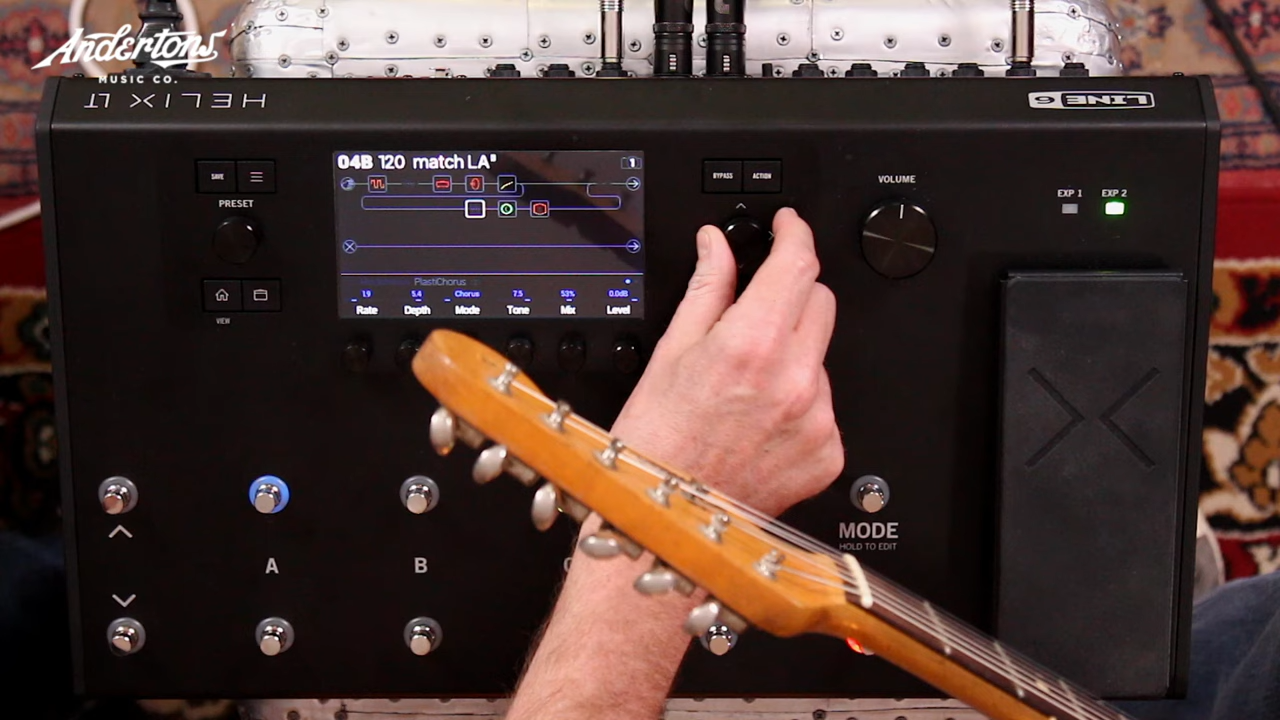 Andertons
MUSIC CO.
HELIX LT
LINE 6
SAVE
PRESET
VIEW
04B 120 match LA
1
PlastiChorus
1.9 5.4 Chorus 7.5 53% 0.0dB
Rate Depth Mode Tone Mix Level
BYPASS ACTION
VOLUME
EXP 1 EXP 2
MODE
HOLD TO EDIT
A B